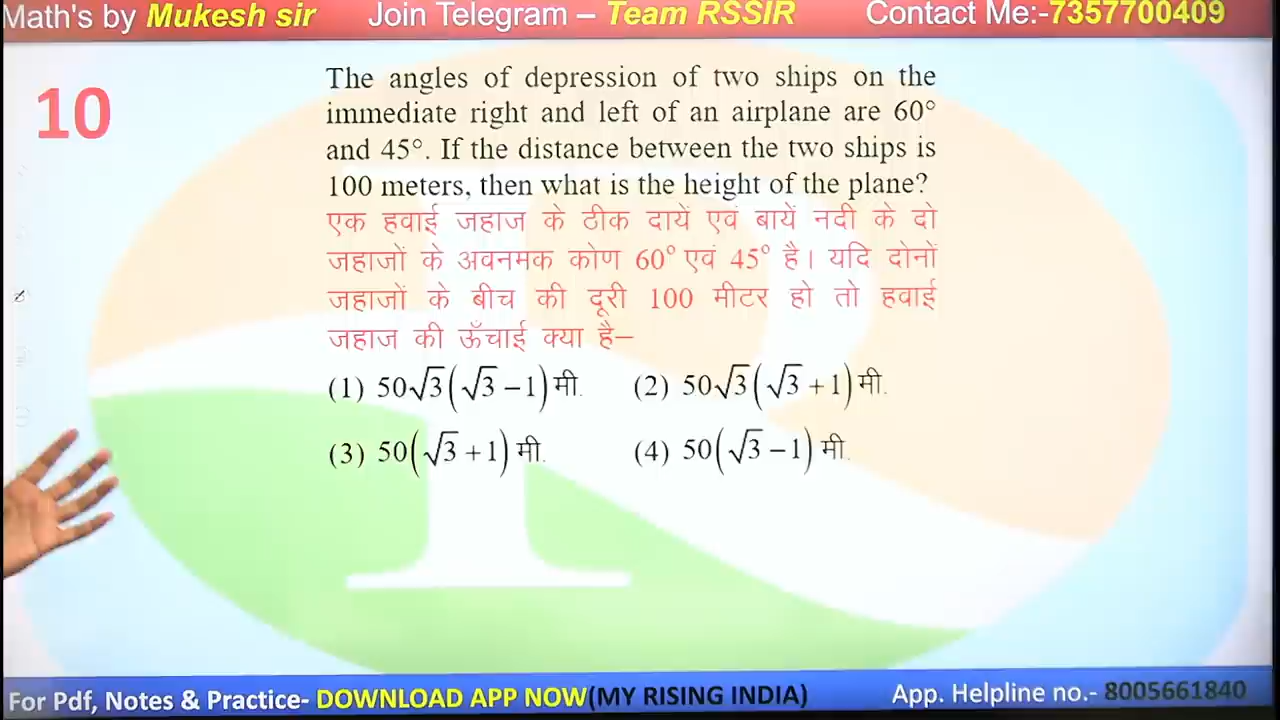 Math's by Mukesh sir Join Telegram – Team RSSIR Contact Me:-7357700409
10
The angles of depression of two ships on the
immediate right and left of an airplane are 60°
and 45°. If the distance between the two ships is
100 meters, then what is the height of the plane?
एक हवाई जहाज के ठीक दायें एवं बायें नदी के दो
जहाजों के अवनमक कोण 60° एवं 45° है। यदि दोनों
जहाजों के बीच की दूरी 100 मीटर हो तो हवाई
जहाज की ऊँचाई क्या है–
(1) 50√3(√3 – 1) मी. (2) 50√3(√3 + 1) मी.
(3) 50(√3 + 1) मी. (4) 50(√3 – 1) मी.
For Pdf, Notes & Practice- DOWNLOAD APP NOW(MY RISING INDIA) App. Helpline no.- 8005661840